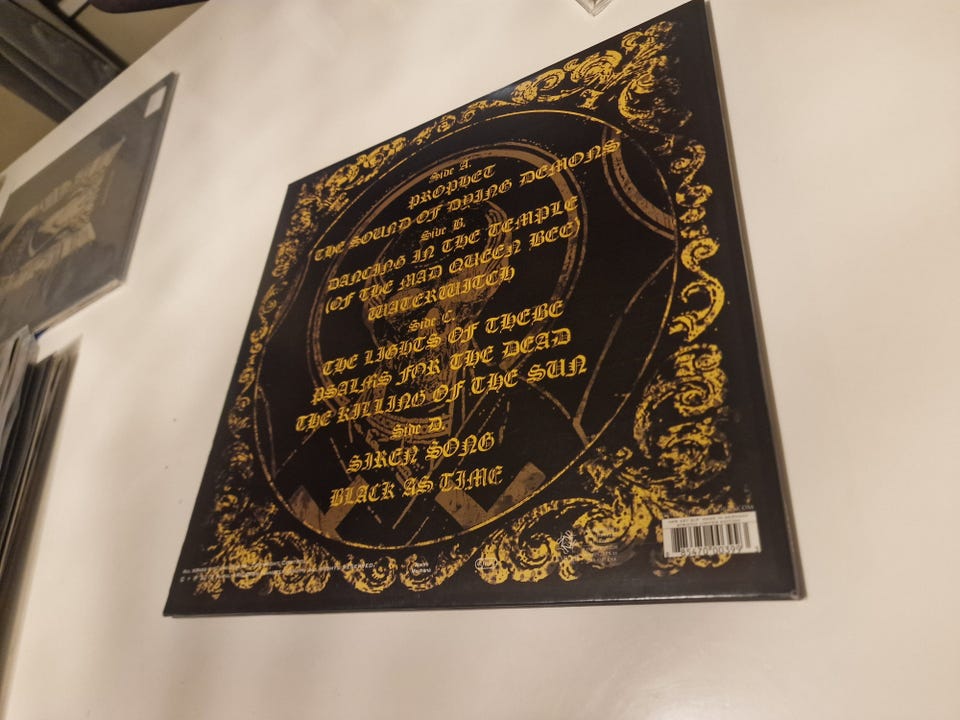 Side A.
PROPHET
THE SOUND OF DYING DEMONS
Side B.
DANCING IN THE TEMPLE
(OF THE MAD QUEEN BEE)
WATERWITCH
Side C.
THE LIGHTS OF THEBE
PSALMS FOR THE DEAD
THE KILLING OF THE SUN
Side D.
SIREN SONG
BLACK AS TIME